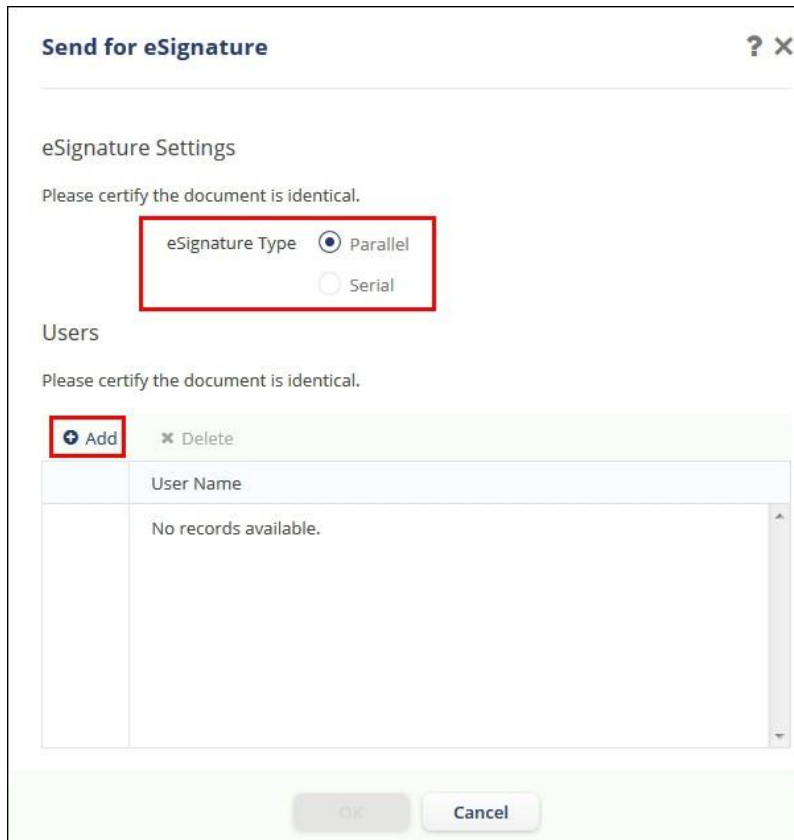 Send for eSignature ? ×
eSignature Settings
Please certify the document is identical.
eSignature Type Parallel
Serial
Users
Please certify the document is identical.
Add Delete
User Name
No records available.
OK Cancel